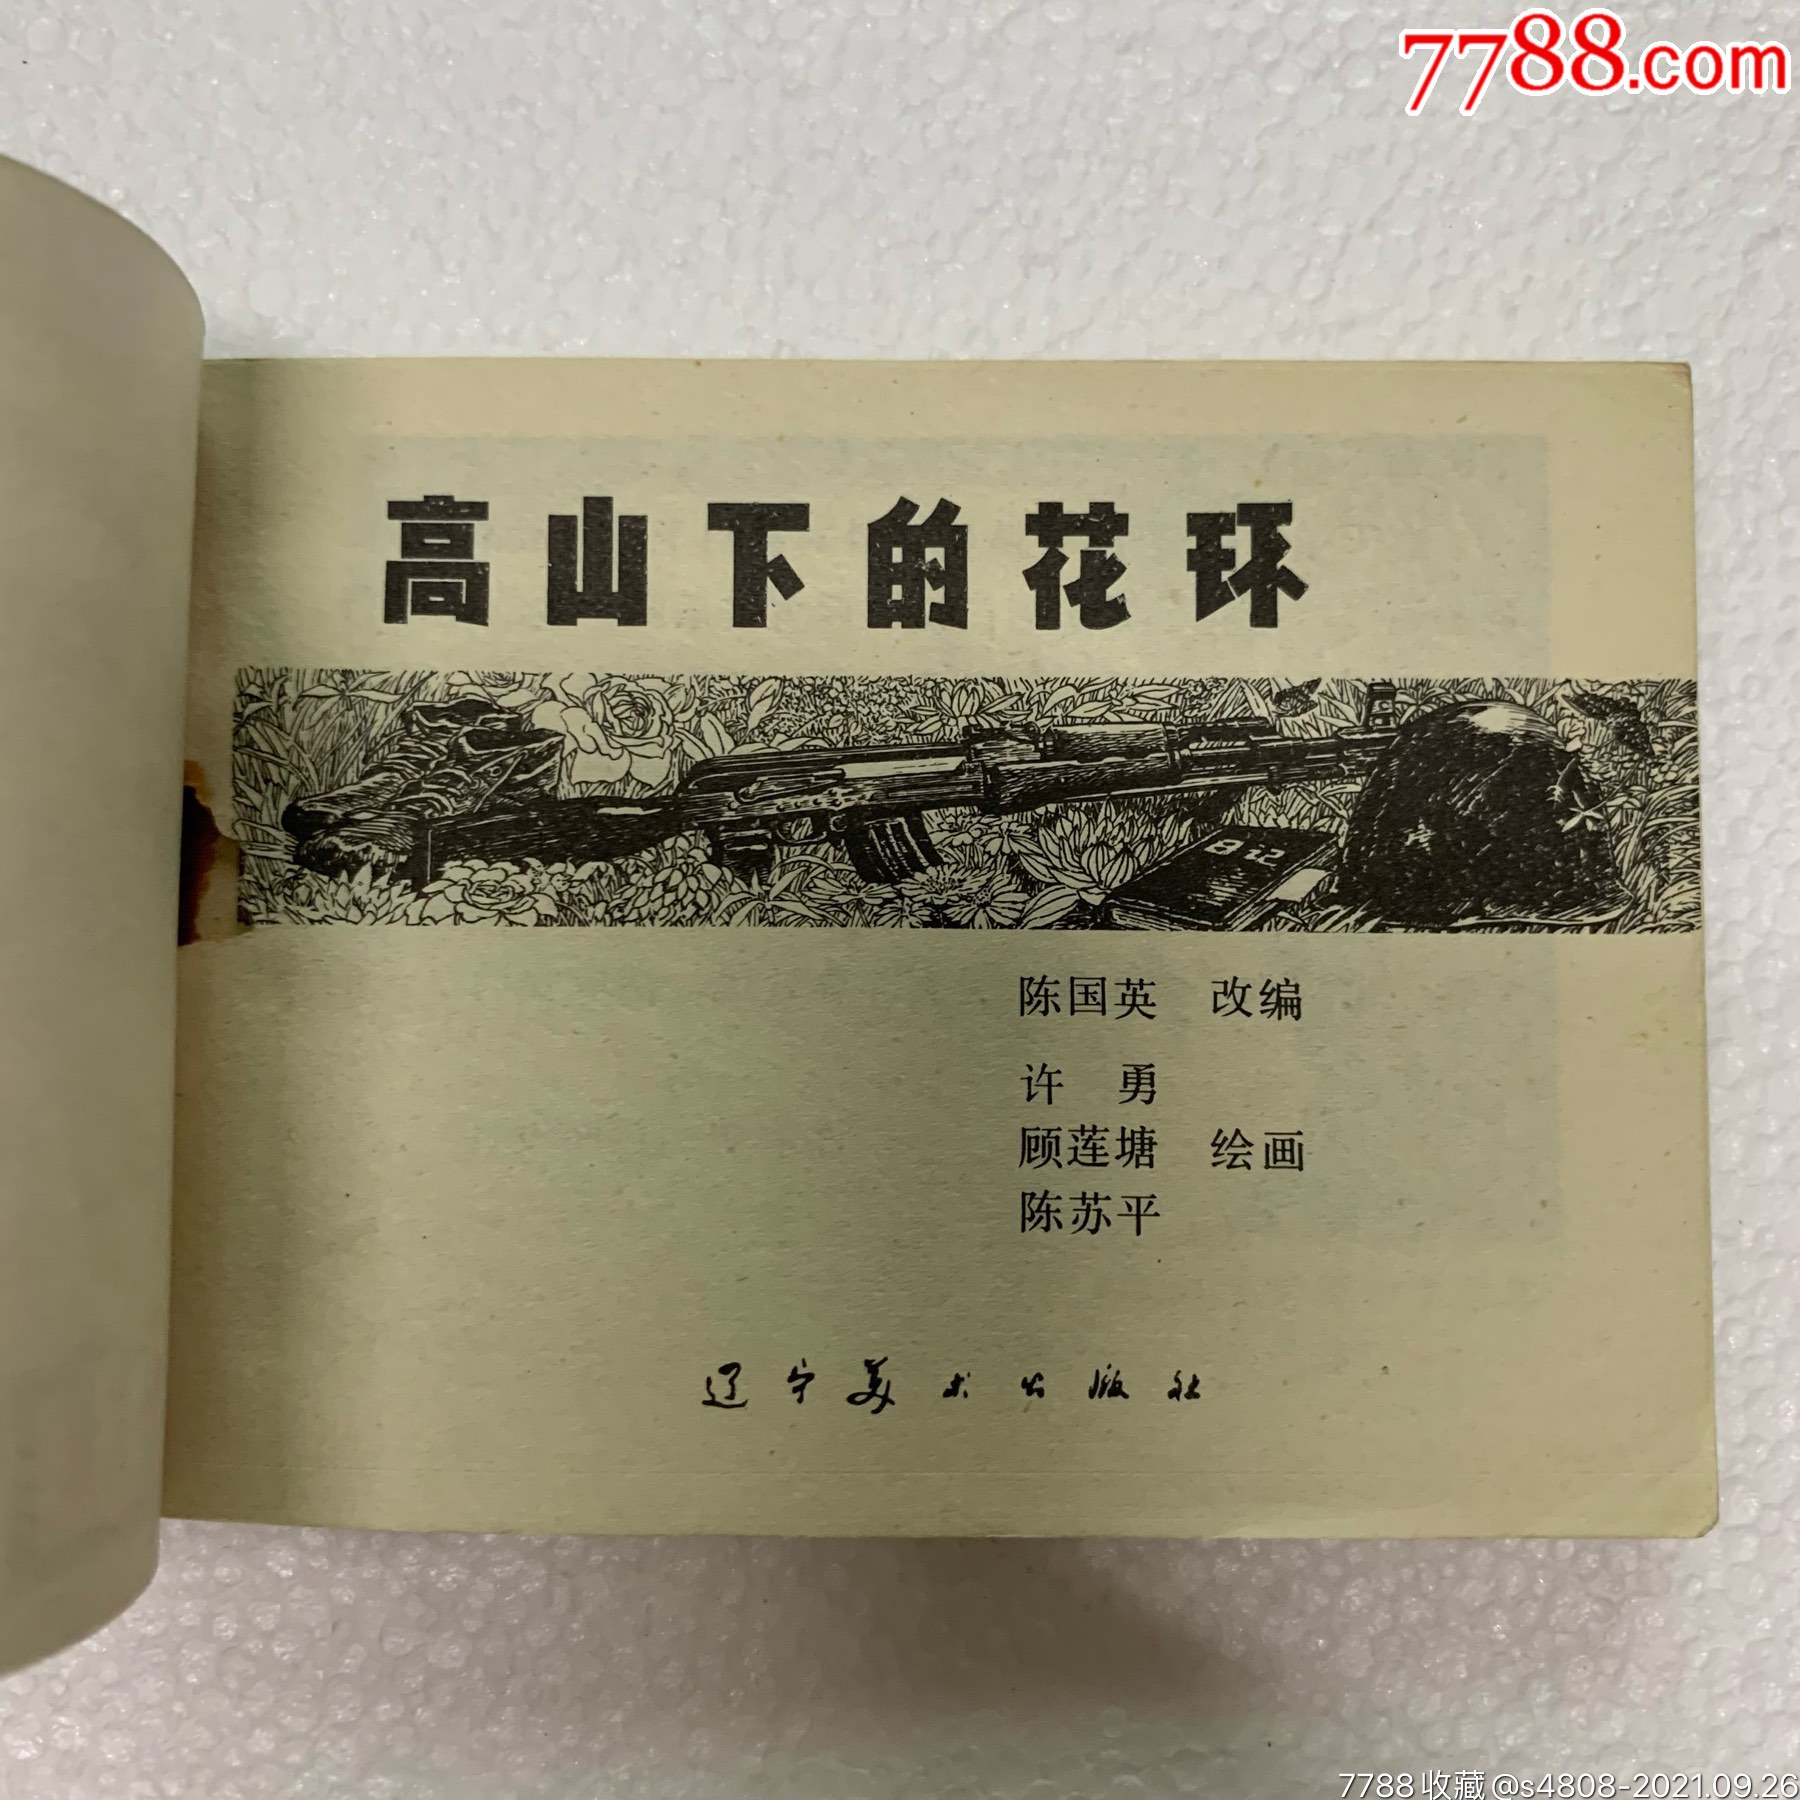 7788.com
高山下的花环
日记
陈国英 改编
许 勇
顾莲塘 绘画
陈苏平
辽宁美术出版社
7788收藏@s4808-2021.09.26